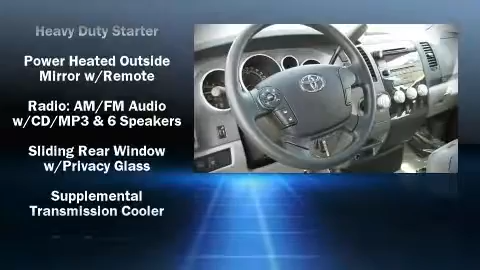 Heavy Duty Starter
Power Heated Outside
Mirror w/Remote
Radio: AM/FM Audio
w/CD/MP3 & 6 Speakers
Sliding Rear Window
w/Privacy Glass
Supplemental
Transmission Cooler